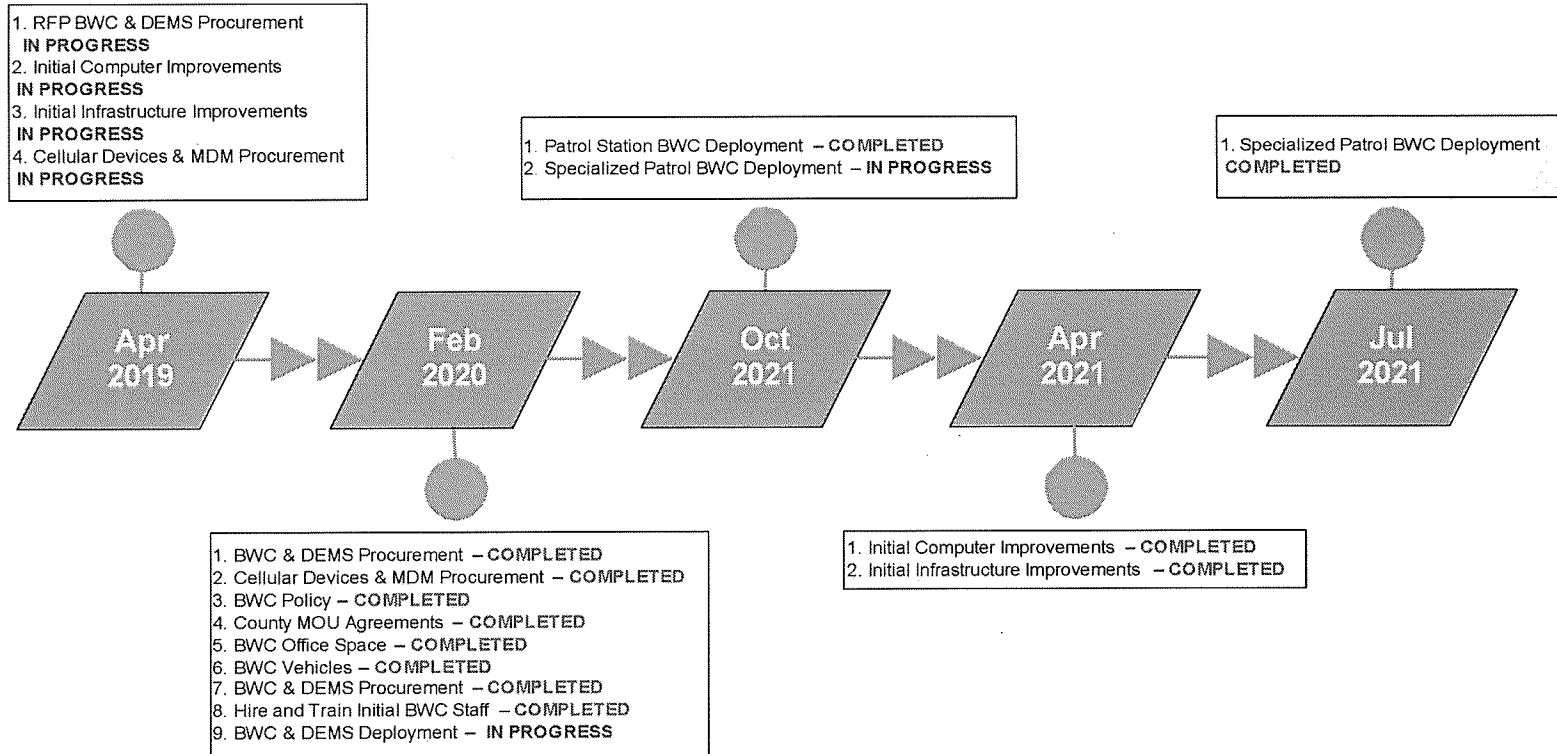 1. RFP BWC & DEMS Procurement
IN PROGRESS
2. Initial Computer Improvements
IN PROGRESS
3. Initial Infrastructure Improvements
IN PROGRESS
4. Cellular Devices & MDM Procurement
IN PROGRESS
1. Patrol Station BWC Deployment – COMPLETED
2. Specialized Patrol BWC Deployment – IN PROGRESS
1. Specialized Patrol BWC Deployment
COMPLETED
Apr
2019
Feb
2020
Oct
2021
Apr
2021
Jul
2021
1. BWC & DEMS Procurement – COMPLETED
2. Cellular Devices & MDM Procurement – COMPLETED
3. BWC Policy – COMPLETED
4. County MOU Agreements – COMPLETED
5. BWC Office Space – COMPLETED
6. BWC Vehicles – COMPLETED
7. BWC & DEMS Procurement – COMPLETED
8. Hire and Train Initial BWC Staff – COMPLETED
9. BWC & DEMS Deployment – IN PROGRESS
1. Initial Computer Improvements – COMPLETED
2. Initial Infrastructure Improvements – COMPLETED